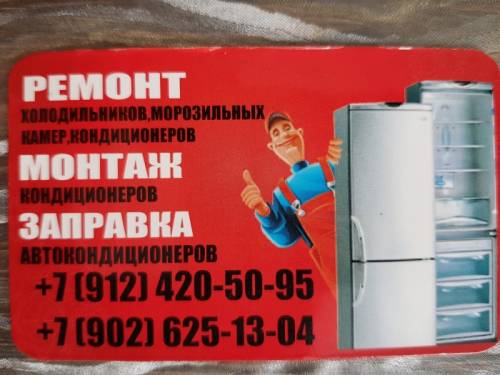 РЕМОНТ
ХОЛОДИЛЬНИКОВ,МОРОЗИЛЬНЫХ
КАМЕР,КОНДИЦИОНЕРОВ
МОНТАЖ
КОНДИЦИОНЕРОВ
ЗАПРАВКА
АВТОКОНДИЦИОНЕРОВ
+7 (912) 420-50-95
+7 (902) 625-13-04